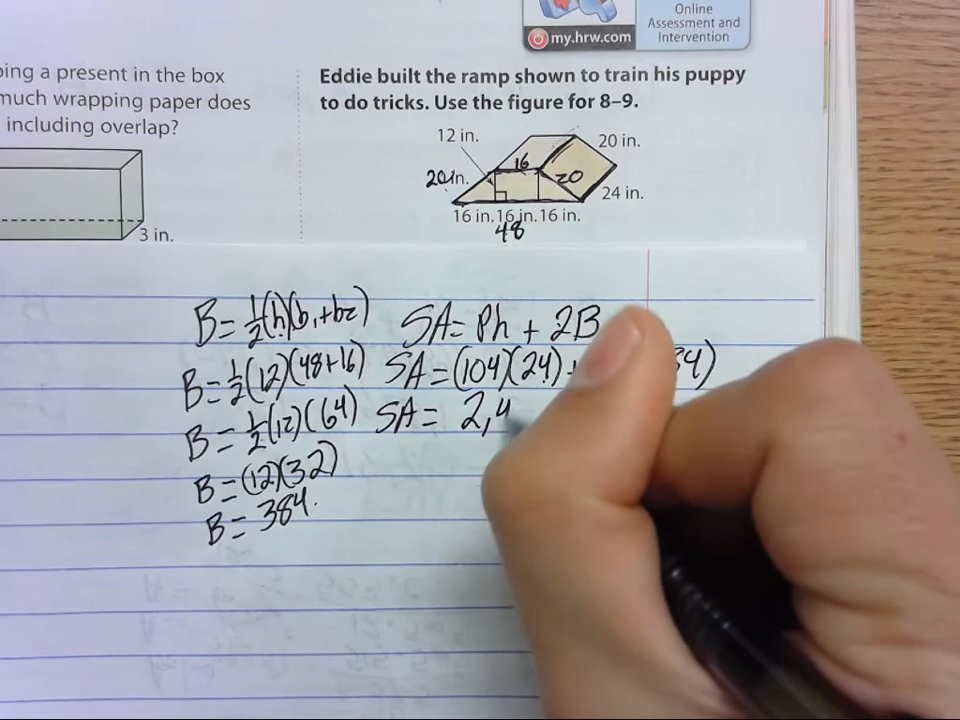 Online
Assessment and
Intervention
my.hrw.com
ping a present in the box
much wrapping paper does
including overlap?
3 in.
Eddie built the ramp shown to train his puppy
to do tricks. Use the figure for 8–9.
12 in.
20 in.
16
20 in.
20
24 in.
16 in. 16 in. 16 in.
48
B = 1/2(h)(b1+b2)
B = 1/2(12)(48+16)
B = 1/2(12)(64)
B = (12)(32)
B = 384.
SA = Ph + 2B
SA = (104)(24) + 84)
SA = 2,4